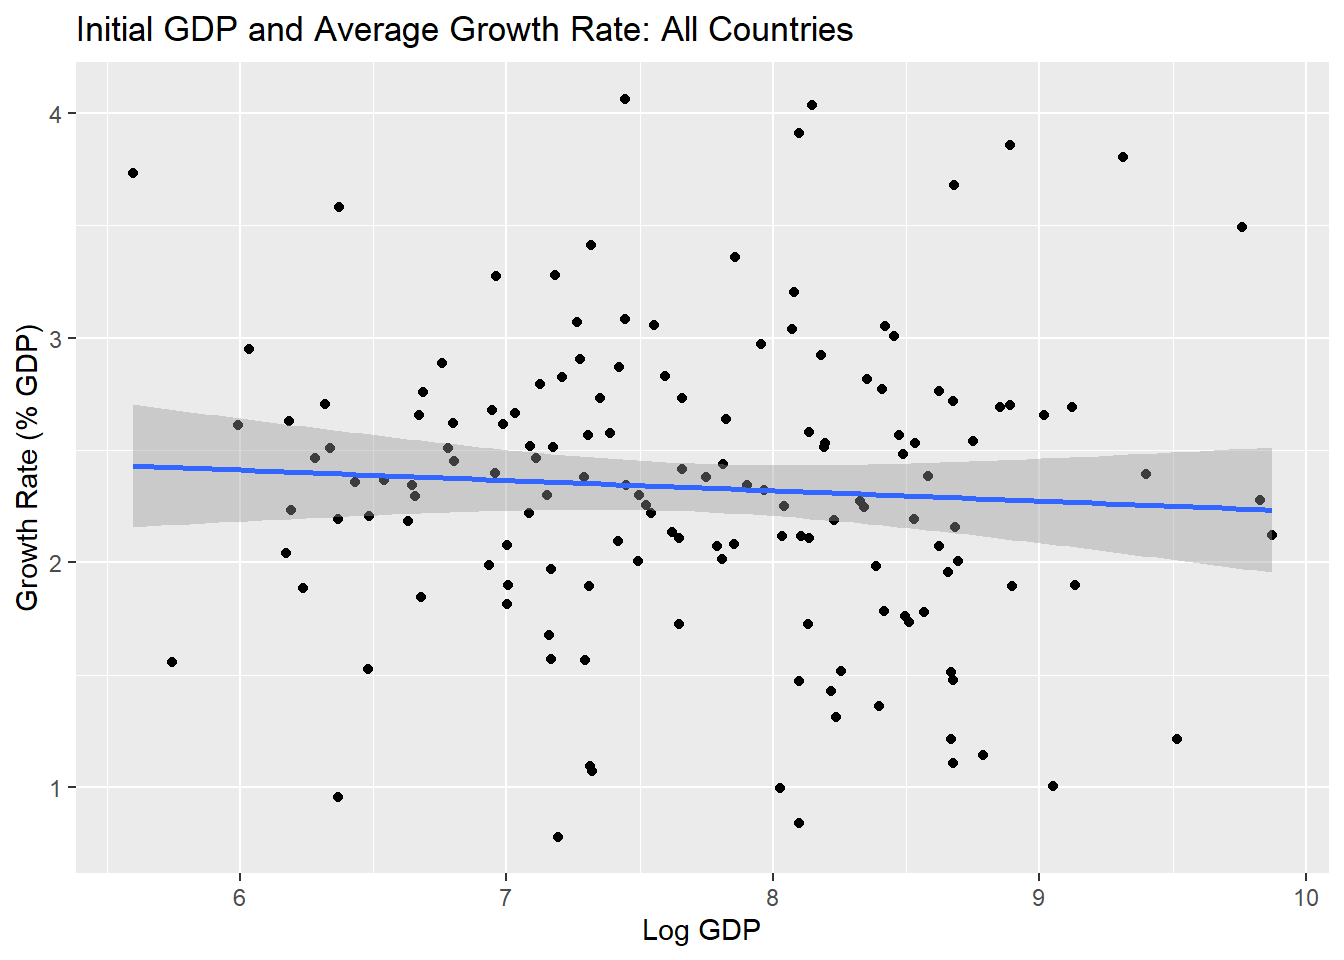 Initial GDP and Average Growth Rate: All Countries
Growth Rate (% GDP)
4
3
2
1
6 7 8 9 10
Log GDP